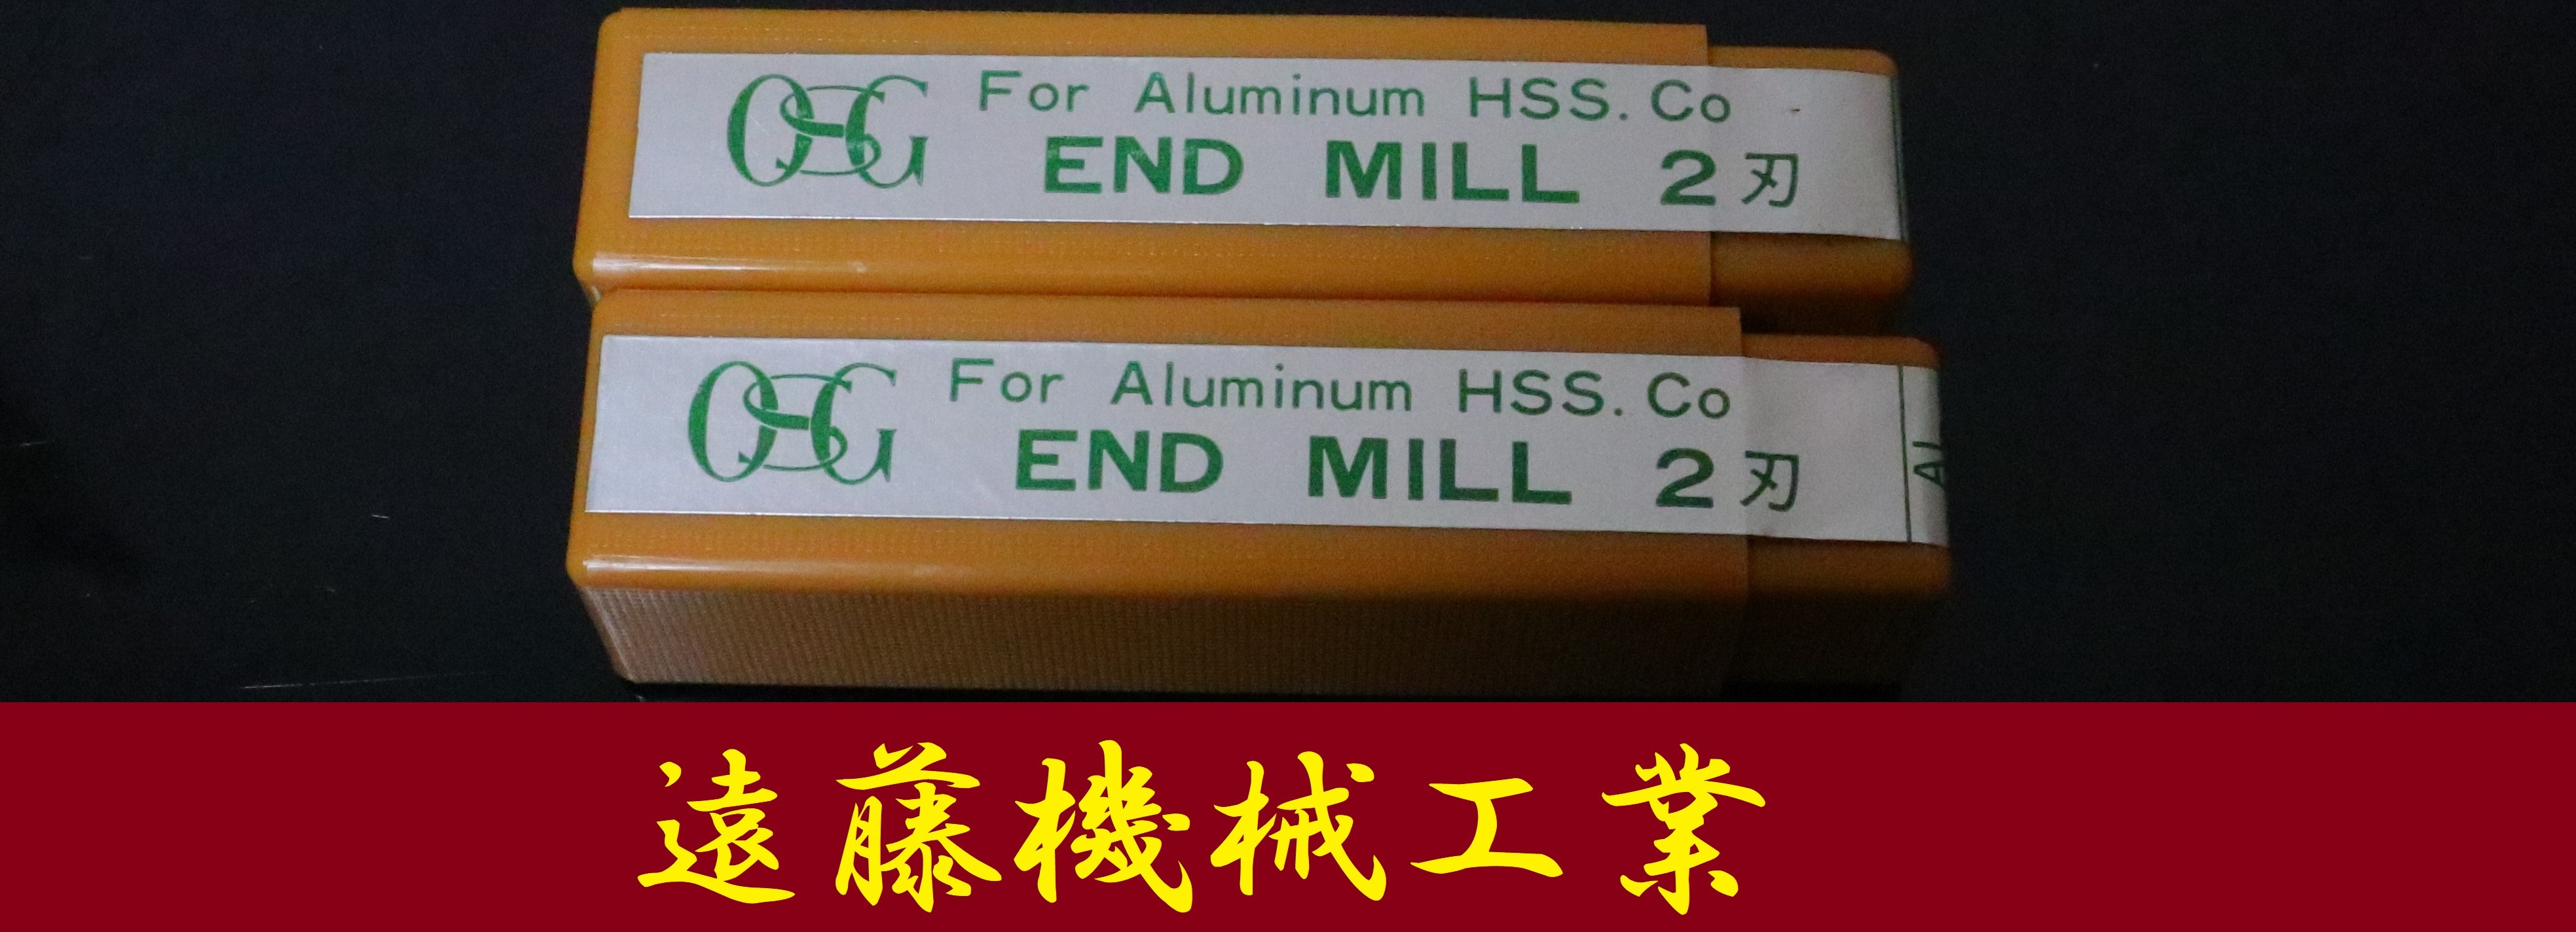 OSG For Aluminum HSS. Co
END MILL 2刃
OSG For Aluminum HSS. Co
END MILL 2刃
AL
遠藤機械工業